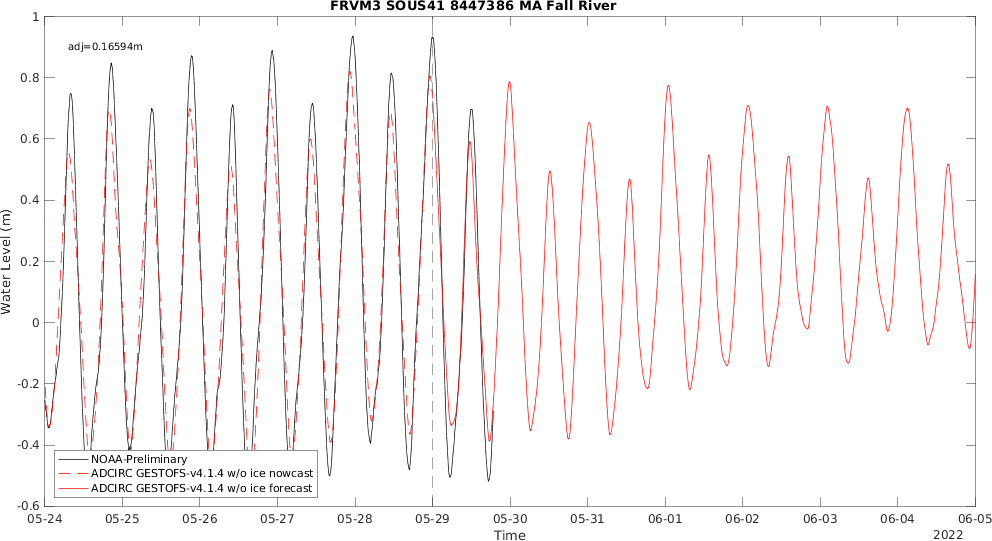 FRVM3 SOUS41 8447386 MA Fall River
adj=0.16594m
1
0.8
0.6
0.4
0.2
0
-0.2
-0.4
-0.6
Water Level (m)
NOAA-Preliminary
ADCIRC GESTOFS-v4.1.4 w/o ice nowcast
ADCIRC GESTOFS-v4.1.4 w/o ice forecast
05-24 05-25 05-26 05-27 05-28 05-29 05-30 05-31 06-01 06-02 06-03 06-04 06-05
Time
2022